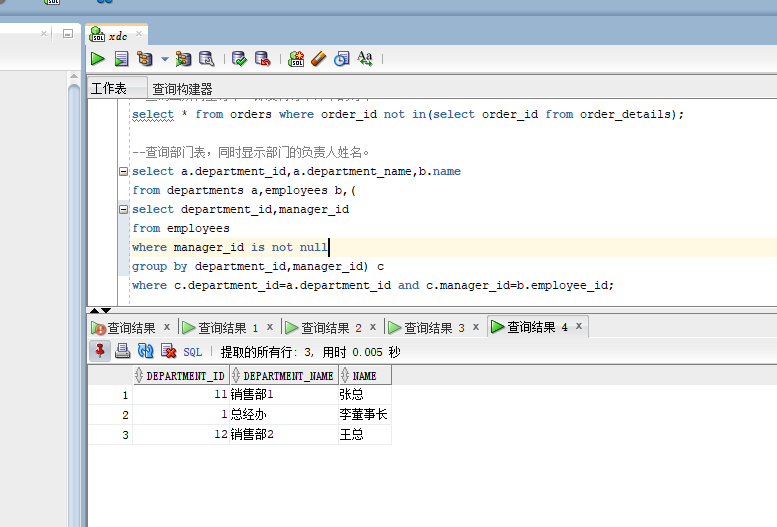 xdc
工作表 查询构建器
select * from orders where order_id not in(select order_id from order_details);
--查询部门表，同时显示部门的负责人姓名。
select a.department_id,a.department_name,b.name
from departments a,employees b,(
select department_id,manager_id
from employees
where manager_id is not null
group by department_id,manager_id) c
where c.department_id=a.department_id and c.manager_id=b.employee_id;
查询结果 x 查询结果 1 x 查询结果 2 x 查询结果 3 x 查询结果 4 x
SQL | 提取的所有行: 3, 用时 0.005 秒
DEPARTMENT_ID DEPARTMENT_NAME NAME
1 11 销售部1 张总
2 1 总经办 李董事长
3 12 销售部2 王总